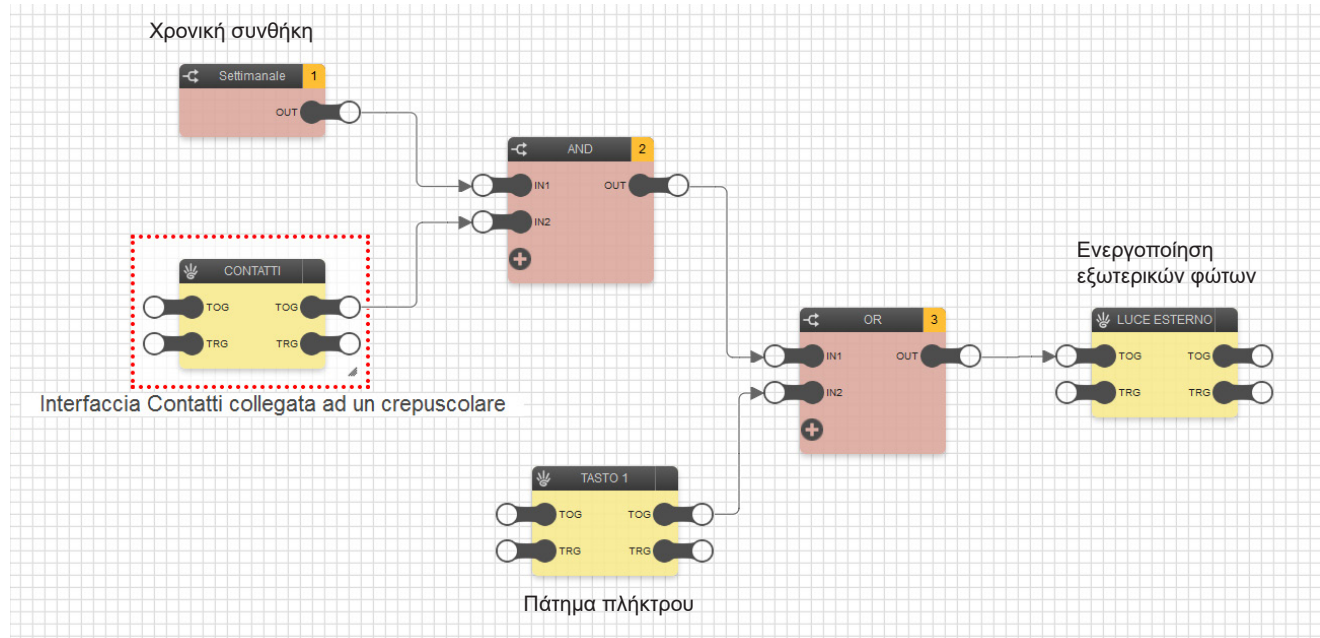 Χρονική συνθήκη
Settimanale 1
OUT
AND 2
IN1 OUT
IN2
CONTATTI
TOG TOG
TRG TRG
Interfaccia Contatti collegata ad un crepuscolare
Ενεργοποίηση
εξωτερικών φώτων
OR 3
IN1 OUT
IN2
LUCE ESTERNO
TOG TOG
TRG TRG
TASTO 1
TOG TOG
TRG TRG
Πάτημα πλήκτρου